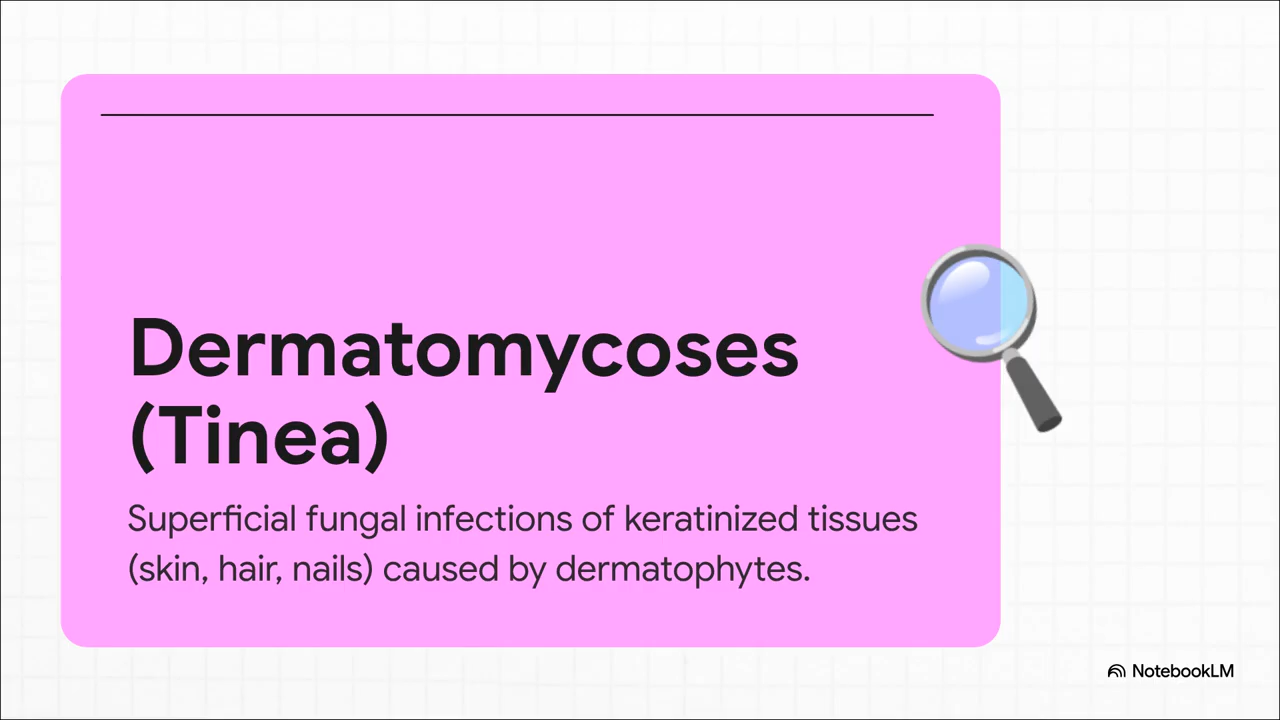 Dermatomycoses
(Tinea)
Superficial fungal infections of keratinized tissues
(skin, hair, nails) caused by dermatophytes.
NotebookLM